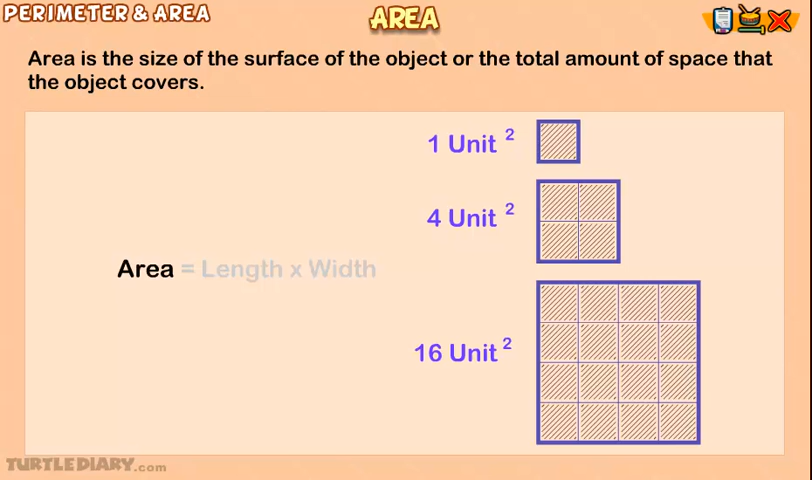 PERIMETER & AREA
AREA
Area is the size of the surface of the object or the total amount of space that
the object covers.
1 Unit ²
4 Unit ²
Area = Length x Width
16 Unit ²
TURTLEDIARY.com